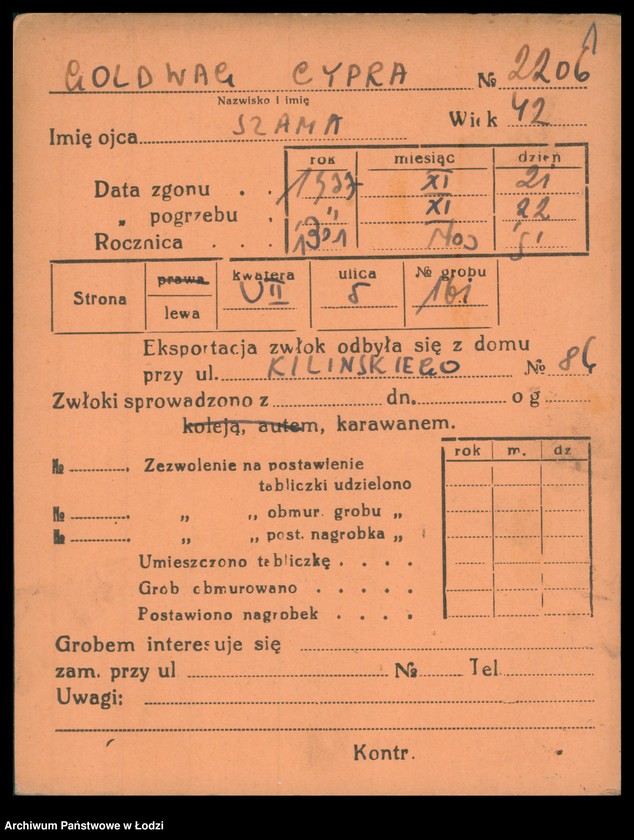 GOLDWAG CYPRA № 2206
Nazwisko i imię
Imię ojca SZAMA Wiek 42
rok miesiąc dzień
Data zgonu . . XI 21
„ pogrzebu . " XI 22
Rocznica . . .
Strona prawa lewa kwatera ulica № grobu
VII
Eksportacja zwłok odbyła się z domu
przy ul. KILINSKIEGO №
Zwłoki sprowadzono z dn. o g
koleją, autem, karawanem.
rok m. dz
№ Zezwolenie na postawienie
tabliczki udzielono
№ „ „ obmur. grobu „
№ „ „ post. nagrobka „
Umieszczono tabliczkę . . . .
Grób obmurowano . . . . .
Postawiono nagrobek . . . .
Grobem interesuje się
zam. przy ul № Tel.
Uwagi:
Kontr.
Archiwum Państwowe w Łodzi